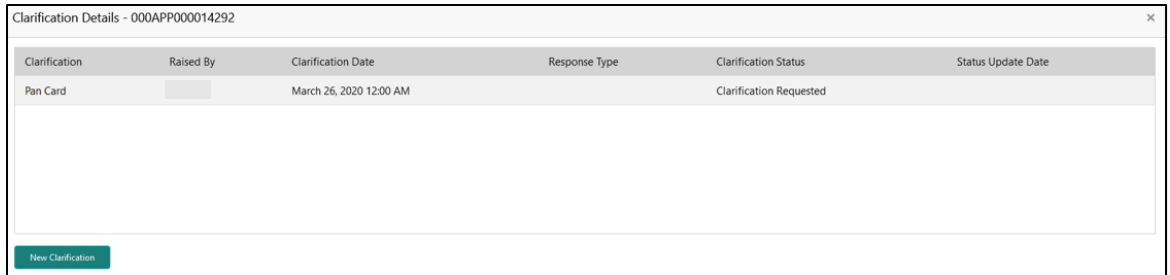 Clarification Details - 000APP000014292 ×
Clarification Raised By Clarification Date Response Type Clarification Status Status Update Date
Pan Card March 26, 2020 12:00 AM Clarification Requested
New Clarification